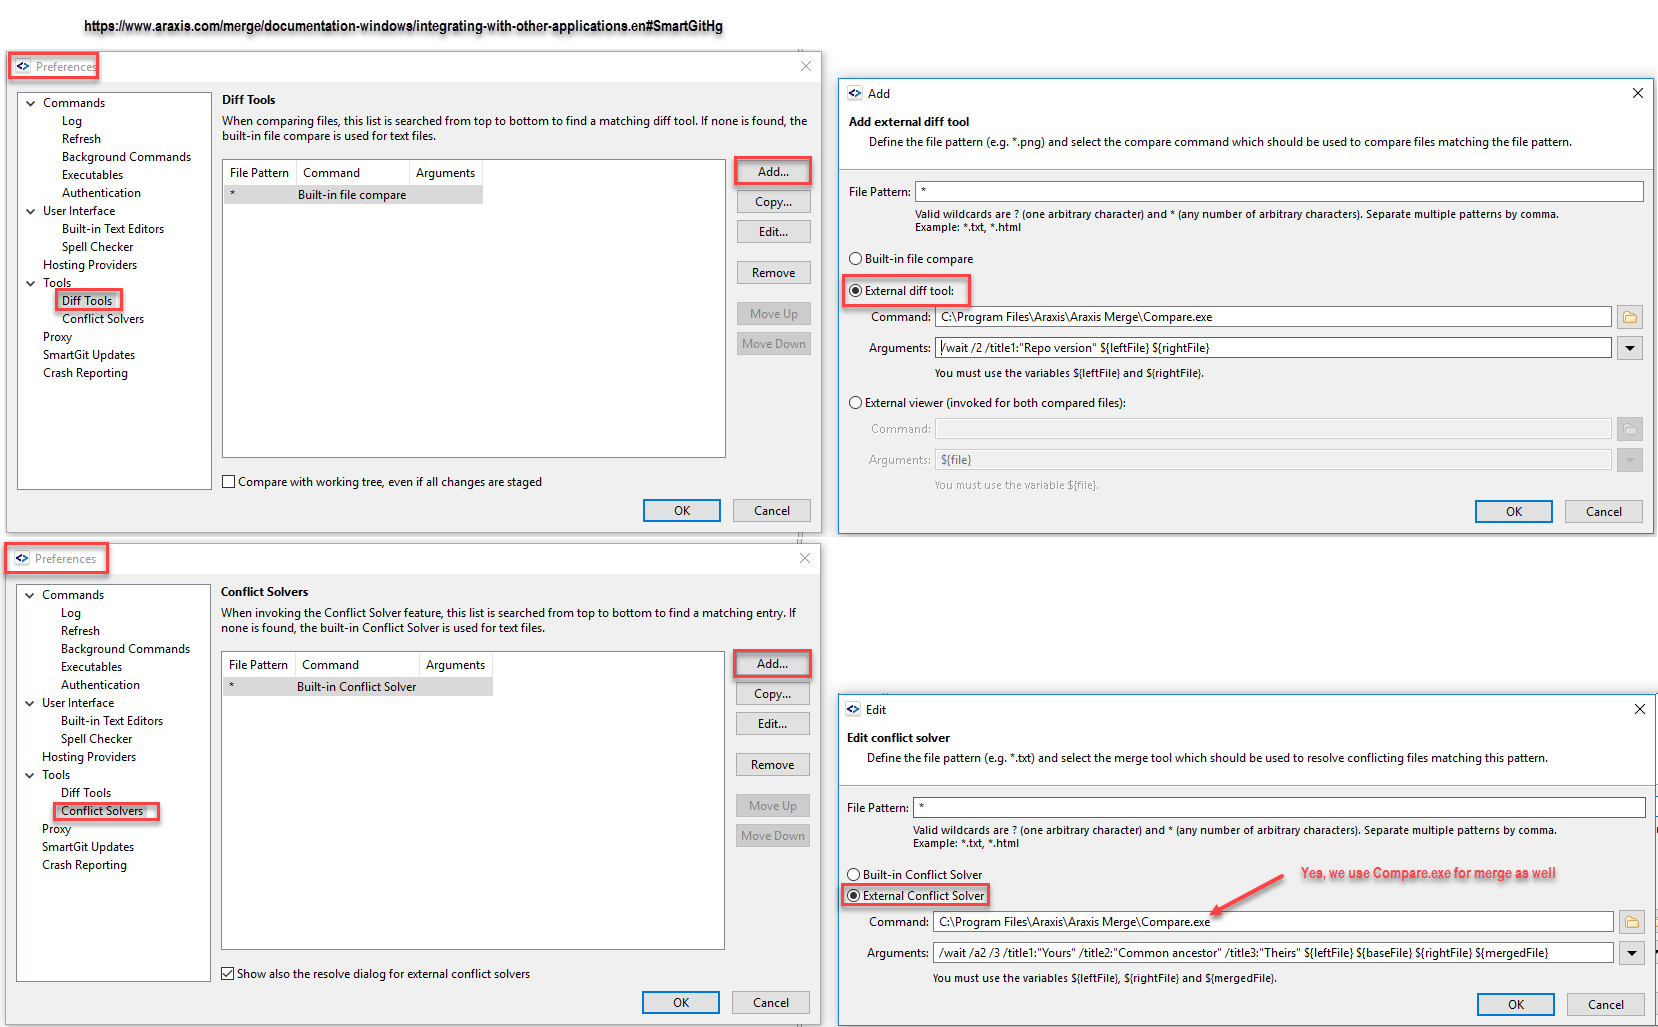 https://www.araxis.com/merge/documentation-windows/integrating-with-other-applications.en#SmartGitHg
Preferences
Commands
Log
Refresh
Background Commands
Executables
Authentication
User Interface
Built-in Text Editors
Spell Checker
Hosting Providers
Tools
Diff Tools
Conflict Solvers
Proxy
SmartGit Updates
Crash Reporting
Diff Tools
When comparing files, this list is searched from top to bottom to find a matching diff tool. If none is found, the
built-in file compare is used for text files.
File Pattern Command Arguments
* Built-in file compare
Add...
Copy...
Edit...
Remove
Move Up
Move Down
Compare with working tree, even if all changes are staged
OK Cancel
Add
Add external diff tool
Define the file pattern (e.g. *.png) and select the compare command which should be used to compare files matching the file pattern.
File Pattern: *
Valid wildcards are ? (one arbitrary character) and * (any number of arbitrary characters). Separate multiple patterns by comma.
Example: *.txt, *.html
Built-in file compare
External diff tool:
Command: C:\Program Files\Araxis\Araxis Merge\Compare.exe
Arguments: /wait /2 /title1:"Repo version" ${leftFile} ${rightFile}
You must use the variables ${leftFile} and ${rightFile}.
External viewer (invoked for both compared files):
Command:
Arguments: ${file}
You must use the variable ${file}.
OK Cancel
Preferences
Commands
Log
Refresh
Background Commands
Executables
Authentication
User Interface
Built-in Text Editors
Spell Checker
Hosting Providers
Tools
Diff Tools
Conflict Solvers
Proxy
SmartGit Updates
Crash Reporting
Conflict Solvers
When invoking the Conflict Solver feature, this list is searched from top to bottom to find a matching entry. If
none is found, the built-in Conflict Solver is used for text files.
File Pattern Command Arguments
* Built-in Conflict Solver
Add...
Copy...
Edit...
Remove
Move Up
Move Down
Show also the resolve dialog for external conflict solvers
OK Cancel
Edit
Edit conflict solver
Define the file pattern (e.g. *.txt) and select the merge tool which should be used to resolve conflicting files matching this pattern.
File Pattern: *
Valid wildcards are ? (one arbitrary character) and * (any number of arbitrary characters). Separate multiple patterns by comma.
Example: *.txt, *.html
Built-in Conflict Solver
Yes, we use Compare.exe for merge as well
External Conflict Solver
Command: C:\Program Files\Araxis\Araxis Merge\Compare.exe
Arguments: /wait /a2 /3 /title1:"Yours" /title2:"Common ancestor" /title3:"Theirs" ${leftFile} ${baseFile} ${rightFile} ${mergedFile}
You must use the variables ${leftFile}, ${rightFile} and ${mergedFile}.
OK Cancel